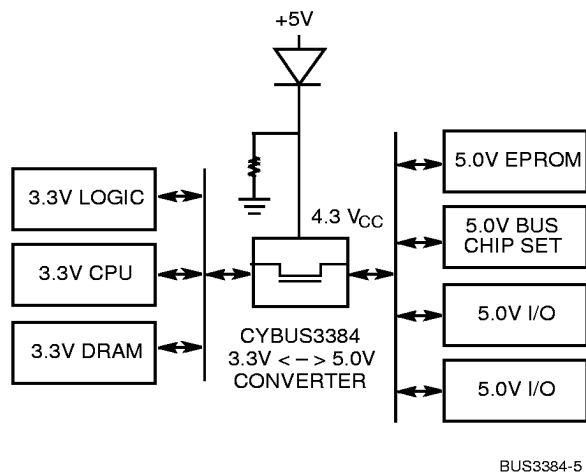 +5V
4.3 VCC
3.3V LOGIC
3.3V CPU
3.3V DRAM
CYBUS3384
3.3V < – > 5.0V
CONVERTER
5.0V EPROM
5.0V BUS
CHIP SET
5.0V I/O
5.0V I/O
BUS3384-5